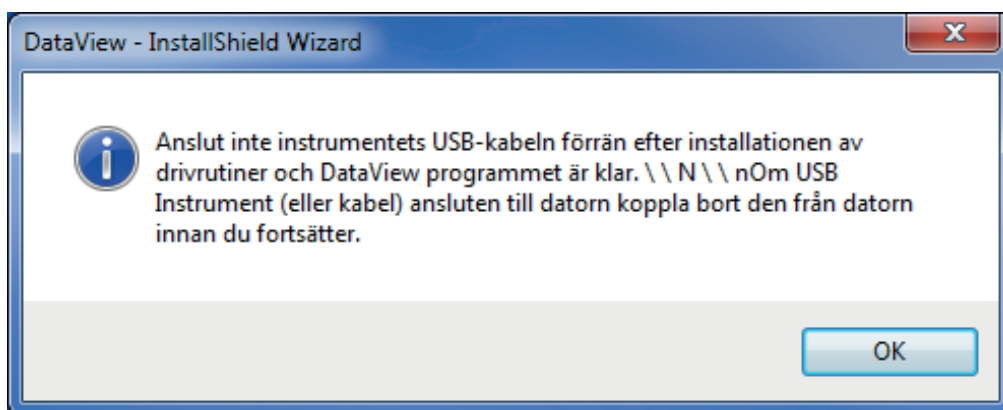 DataView - InstallShield Wizard
Anslut inte instrumentets USB-kabeln förrän efter installationen av
drivrutiner och DataView programmet är klar. \ \ N \ \ nOm USB
Instrument (eller kabel) ansluten till datorn koppla bort den från datorn
innan du fortsätter.
OK